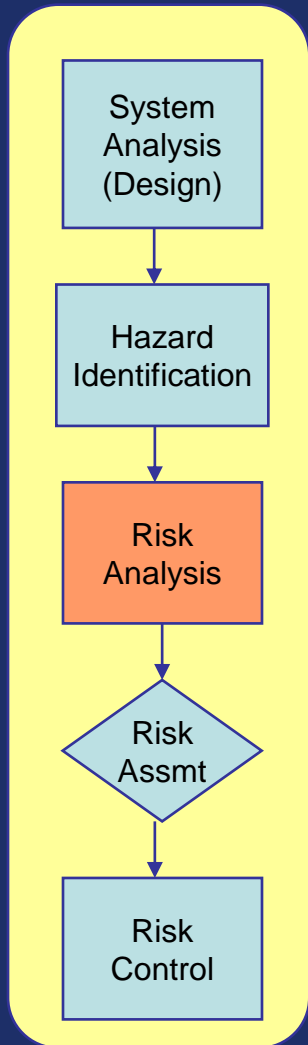 System
Analysis
(Design)
Hazard
Identification
Risk
Analysis
Risk
Assmt
Risk
Control